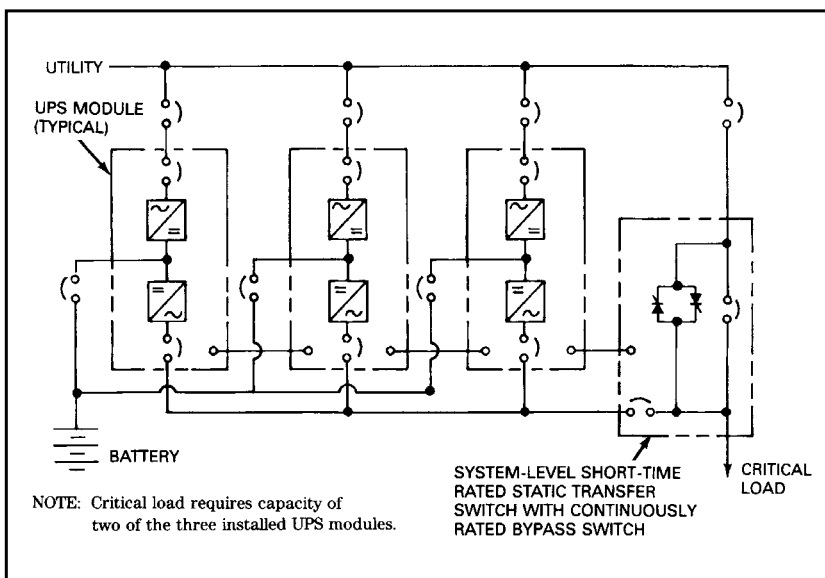 UTILITY
UPS MODULE
(TYPICAL)
BATTERY
NOTE: Critical load requires capacity of
two of the three installed UPS modules.
SYSTEM-LEVEL SHORT-TIME
RATED STATIC TRANSFER
SWITCH WITH CONTINUOUSLY
RATED BYPASS SWITCH
CRITICAL
LOAD